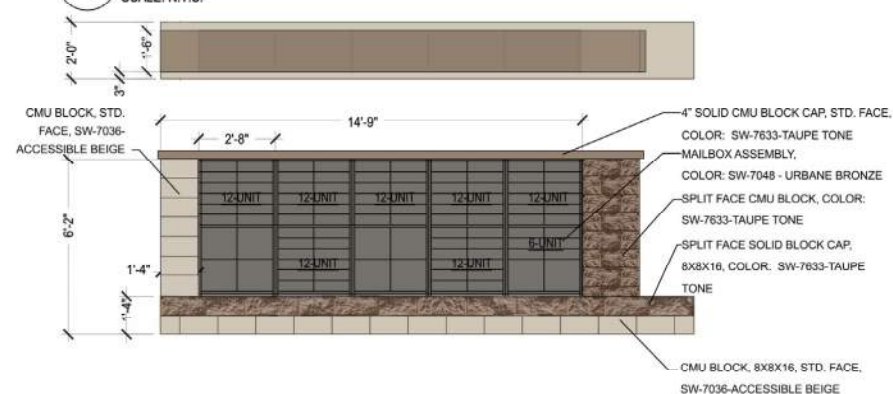 SCALE: N.T.S.
2'-0"
1'-6"
3"
CMU BLOCK, STD.
FACE, SW-7036-
ACCESSIBLE BEIGE
14'-9"
2'-8"
4" SOLID CMU BLOCK CAP, STD. FACE,
COLOR: SW-7633-TAUPE TONE
MAILBOX ASSEMBLY,
COLOR: SW-7048 - URBANE BRONZE
12-UNIT 12-UNIT 12-UNIT 12-UNIT 12-UNIT
SPLIT FACE CMU BLOCK, COLOR:
SW-7633-TAUPE TONE
6'-2"
6-UNIT
SPLIT FACE SOLID BLOCK CAP,
8X8X16, COLOR: SW-7633-TAUPE
TONE
1'-4"
12-UNIT 12-UNIT
1'-4"
CMU BLOCK, 8X8X16, STD. FACE,
SW-7036-ACCESSIBLE BEIGE